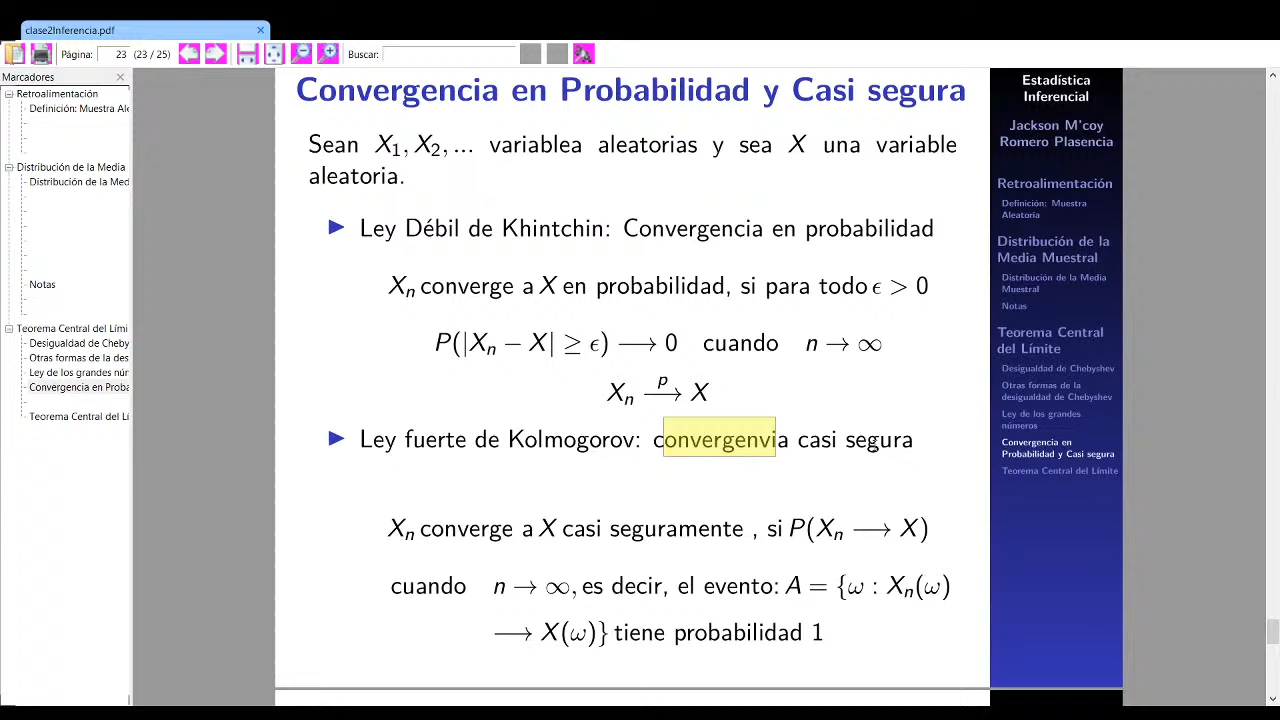 clase2Inferencia.pdf
Página: 23 (23 / 25) Buscar:
Marcadores
Retroalimentación
Definición: Muestra Ale
Distribución de la Media
Distribución de la Med
Notas
Teorema Central del Lími
Desigualdad de Cheby
Otras formas de la des
Ley de los grandes núr
Convergencia en Proba
Teorema Central del Lí
Convergencia en Probabilidad y Casi segura
Sean X₁, X₂, ... variablea aleatorias y sea X una variable
aleatoria.
Ley Débil de Khintchin: Convergencia en probabilidad
Xₙ converge a X en probabilidad, si para todo ϵ > 0
P(|Xₙ − X| ≥ ϵ) ⟶ 0 cuando n → ∞
Xₙ ⟶ᵖ X
Ley fuerte de Kolmogorov: convergenvia casi segura
Xₙ converge a X casi seguramente , si P(Xₙ ⟶ X)
cuando n → ∞, es decir, el evento: A = {ω : Xₙ(ω)
⟶ X(ω)} tiene probabilidad 1
Estadística
Inferencial
Jackson M'coy
Romero Plasencia
Retroalimentación
Definición: Muestra
Aleatoria
Distribución de la
Media Muestral
Distribución de la Media
Muestral
Notas
Teorema Central
del Límite
Desigualdad de Chebyshev
Otras formas de la
desigualdad de Chebyshev
Ley de los grandes
números
Convergencia en
Probabilidad y Casi segura
Teorema Central del Límite